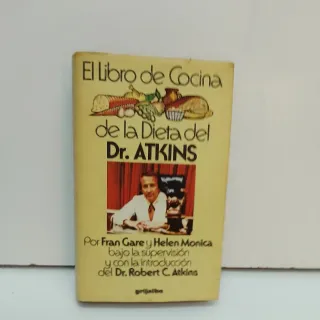 El Libro de Cocina
de la Dieta del
Dr. ATKINS
Por Fran Gare y Helen Monica
bajo la supervisión
y con la Introducción
del Dr. Robert C. Atkins
grijalbo